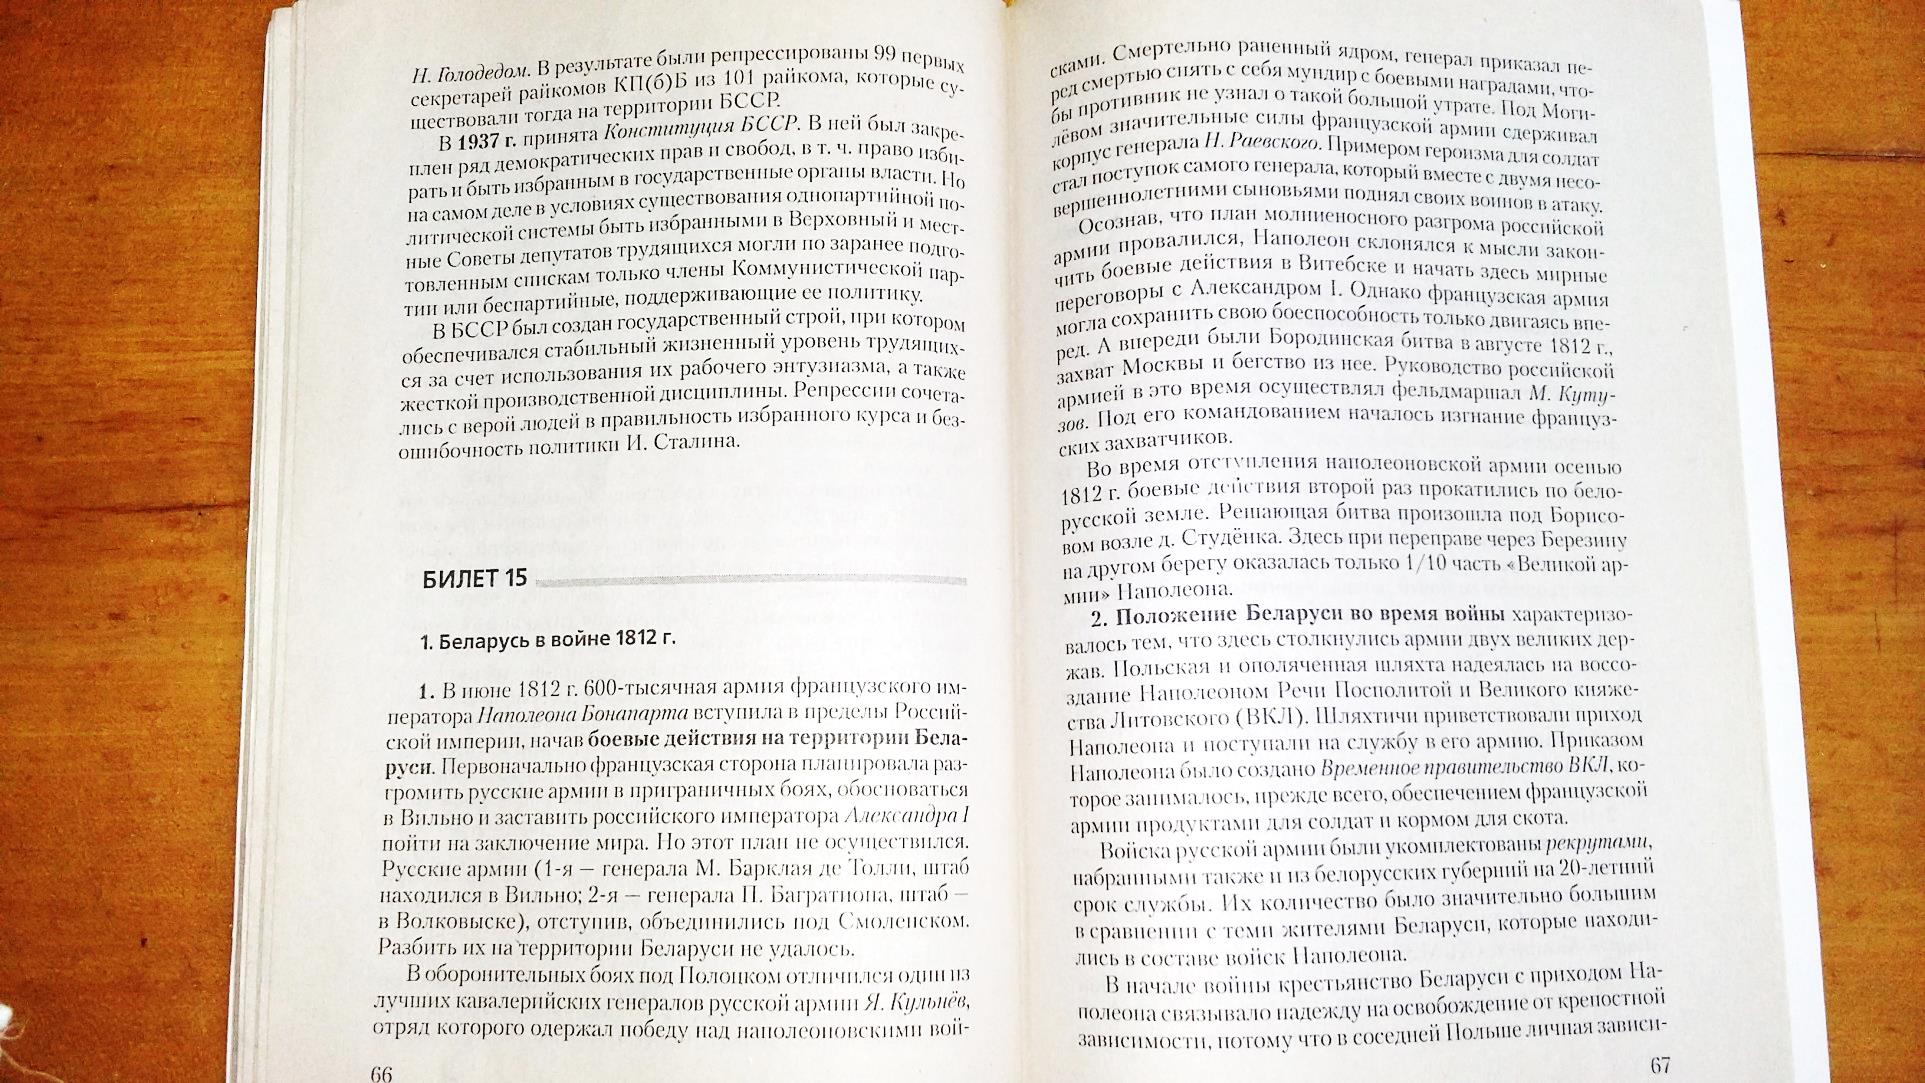 Н. Голодедом. В результате были репрессированы 99 первых
секретарей райкомов КП(б)Б из 101 райкома, которые су-
ществовали тогда на территории БССР.
В 1937 г. принята Конституция БССР. В ней был закре-
плен ряд демократических прав и свобод, в т. ч. право изби-
рать и быть избранным в государственные органы власти. Но
на самом деле в условиях существования однопартийной по-
литической системы быть избранными в Верховный и мест-
ные Советы депутатов трудящихся могли по заранее подго-
товленным спискам только члены Коммунистической пар-
тии или беспартийные, поддерживающие ее политику.
В БССР был создан государственный строй, при котором
обеспечивался стабильный жизненный уровень трудящих-
ся за счет использования их рабочего энтузиазма, а также
жесткой производственной дисциплины. Репрессии сочета-
лись с верой людей в правильность избранного курса и без-
ошибочность политики И. Сталина.
БИЛЕТ 15
1. Беларусь в войне 1812 г.
1. В июне 1812 г. 600-тысячная армия французского им-
ператора Наполеона Бонапарта вступила в пределы Россий-
ской империи, начав боевые действия на территории Бела-
руси. Первоначально французская сторона планировала раз-
громить русские армии в приграничных боях, обосноваться
в Вильно и заставить российского императора Александра I
пойти на заключение мира. Но этот план не осуществился.
Русские армии (1-я — генерала М. Барклая де Толли, штаб
находился в Вильно; 2-я — генерала П. Багратиона, штаб —
в Волковыске), отступив, объединились под Смоленском.
Разбить их на территории Беларуси не удалось.
В оборонительных боях под Полоцком отличился один из
лучших кавалерийских генералов русской армии Я. Кульнёв,
отряд которого одержал победу над наполеоновскими вой-
66
сками. Смертельно раненный ядром, генерал приказал пе-
ред смертью снять с себя мундир с боевыми наградами, что-
бы противник не узнал о такой большой утрате. Под Моги-
лёвом значительные силы французской армии сдерживал
корпус генерала Н. Раевского. Примером героизма для солдат
стал поступок самого генерала, который вместе с двумя несо-
вершеннолетними сыновьями поднял своих воинов в атаку.
Осознав, что план молниеносного разгрома российской
армии провалился, Наполеон склонялся к мысли закон-
чить боевые действия в Витебске и начать здесь мирные
переговоры с Александром I. Однако французская армия
могла сохранить свою боеспособность только двигаясь впе-
ред. А впереди были Бородинская битва в августе 1812 г.,
захват Москвы и бегство из нее. Руководство российской
армией в это время осуществлял фельдмаршал М. Куту-
зов. Под его командованием началось изгнание француз-
ских захватчиков.
Во время отступления наполеоновской армии осенью
1812 г. боевые действия второй раз прокатились по бело-
русской земле. Решающая битва произошла под Борисо-
вом возле д. Студёнка. Здесь при переправе через Березину
на другом берегу оказалась только 1/10 часть «Великой ар-
мии» Наполеона.
2. Положение Беларуси во время войны характеризо-
валось тем, что здесь столкнулись армии двух великих дер-
жав. Польская и ополяченная шляхта надеялась на воссо-
здание Наполеоном Речи Посполитой и Великого княже-
ства Литовского (ВКЛ). Шляхтичи приветствовали приход
Наполеона и поступали на службу в его армию. Приказом
Наполеона было создано Временное правительство ВКЛ, ко-
торое занималось, прежде всего, обеспечением французской
армии продуктами для солдат и кормом для скота.
Войска русской армии были укомплектованы рекрутами,
набранными также и из белорусских губерний на 20-летний
срок службы. Их количество было значительно большим
в сравнении с теми жителями Беларуси, которые находи-
лись в составе войск Наполеона.
В начале войны крестьянство Беларуси с приходом На-
полеона связывало надежду на освобождение от крепостной
зависимости, потому что в соседней Польше личная зависи-
67